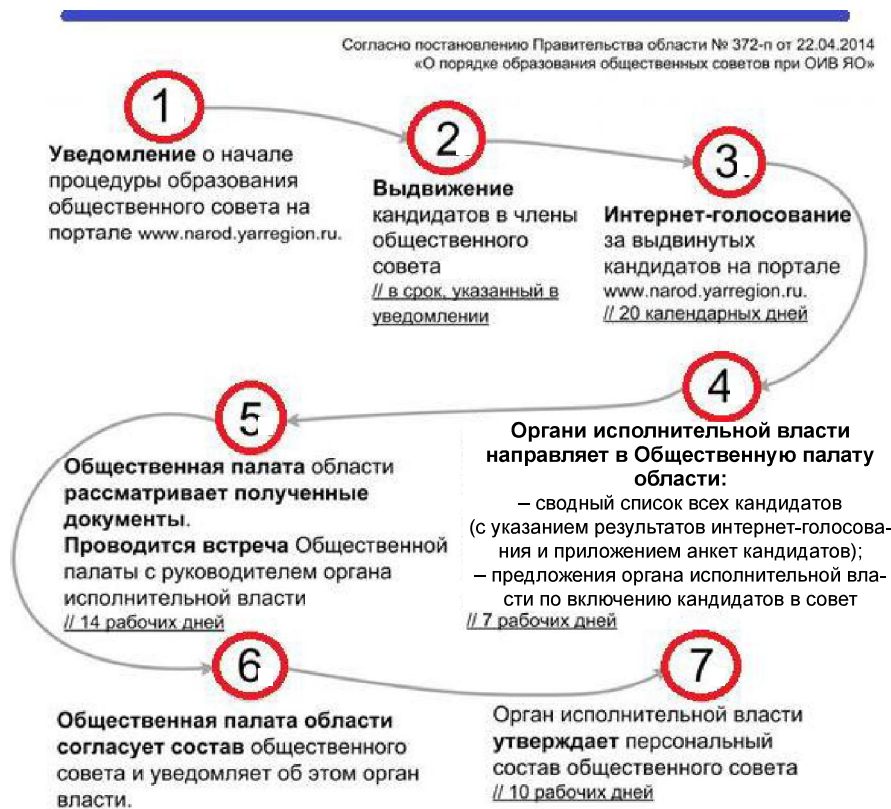 Согласно постановлению Правительства области № 372-п от 22.04.2014
«О порядке образования общественных советов при ОИВ ЯО»
1
Уведомление о начале
процедуры образования
общественного совета на
портале www.narod.yarregion.ru.
2
Выдвижение
кандидатов в члены
общественного
совета
// в срок, указанный в
уведомлении
3
Интернет-голосование
за выдвинутых
кандидатов на портале
www.narod.yarregion.ru.
// 20 календарных дней
4
Органи исполнительной власти
направляет в Общественную палату
области:
– сводный список всех кандидатов
(с указанием результатов интернет-голосова-
ния и приложением анкет кандидатов);
– предложения органа исполнительной вла-
сти по включению кандидатов в совет
// 7 рабочих дней
5
Общественная палата области
рассматривает полученные
документы.
Проводится встреча Общественной
палаты с руководителем органа
исполнительной власти
// 14 рабочих дней
6
Общественная палата области
согласует состав общественного
совета и уведомляет об этом орган
власти.
7
Орган исполнительной власти
утверждает персональный
состав общественного совета
// 10 рабочих дней